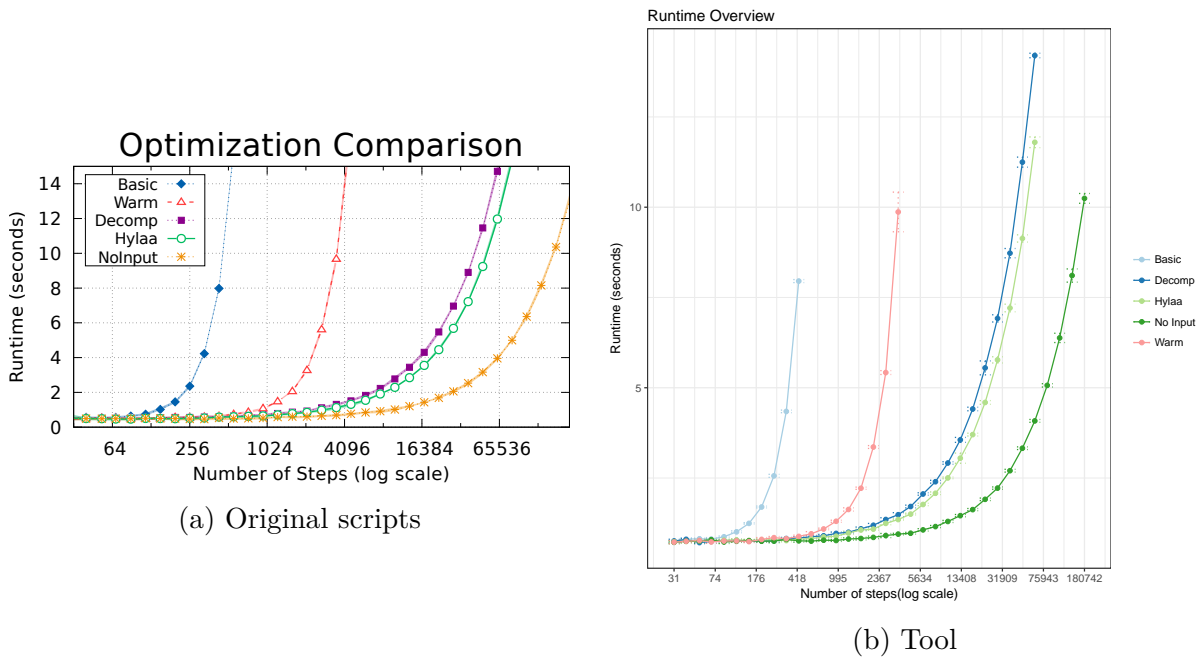 Optimization Comparison
Runtime (seconds)
14
12
10
8
6
4
2
0
Basic
Warm
Decomp
Hylaa
NoInput
64 256 1024 4096 16384 65536
Number of Steps (log scale)
(a) Original scripts
Runtime Overview
Runtime (seconds)
10
5
31 74 176 418 995 2367 5634 13408 31909 75943 180742
Number of steps(log scale)
Basic
Decomp
Hylaa
No Input
Warm
(b) Tool